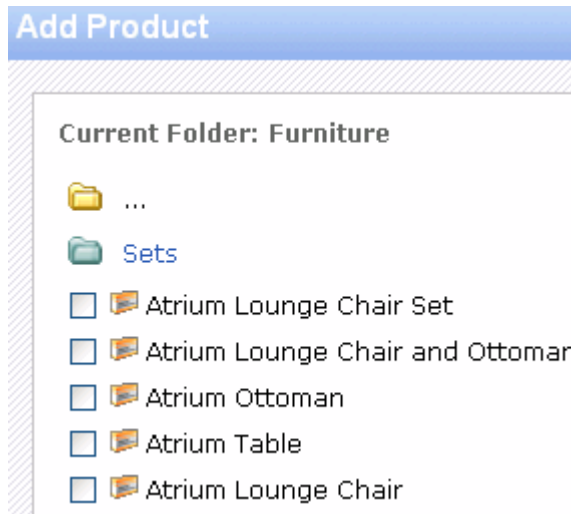 Add Product
Current Folder: Furniture
...
Sets
Atrium Lounge Chair Set
Atrium Lounge Chair and Ottoman
Atrium Ottoman
Atrium Table
Atrium Lounge Chair